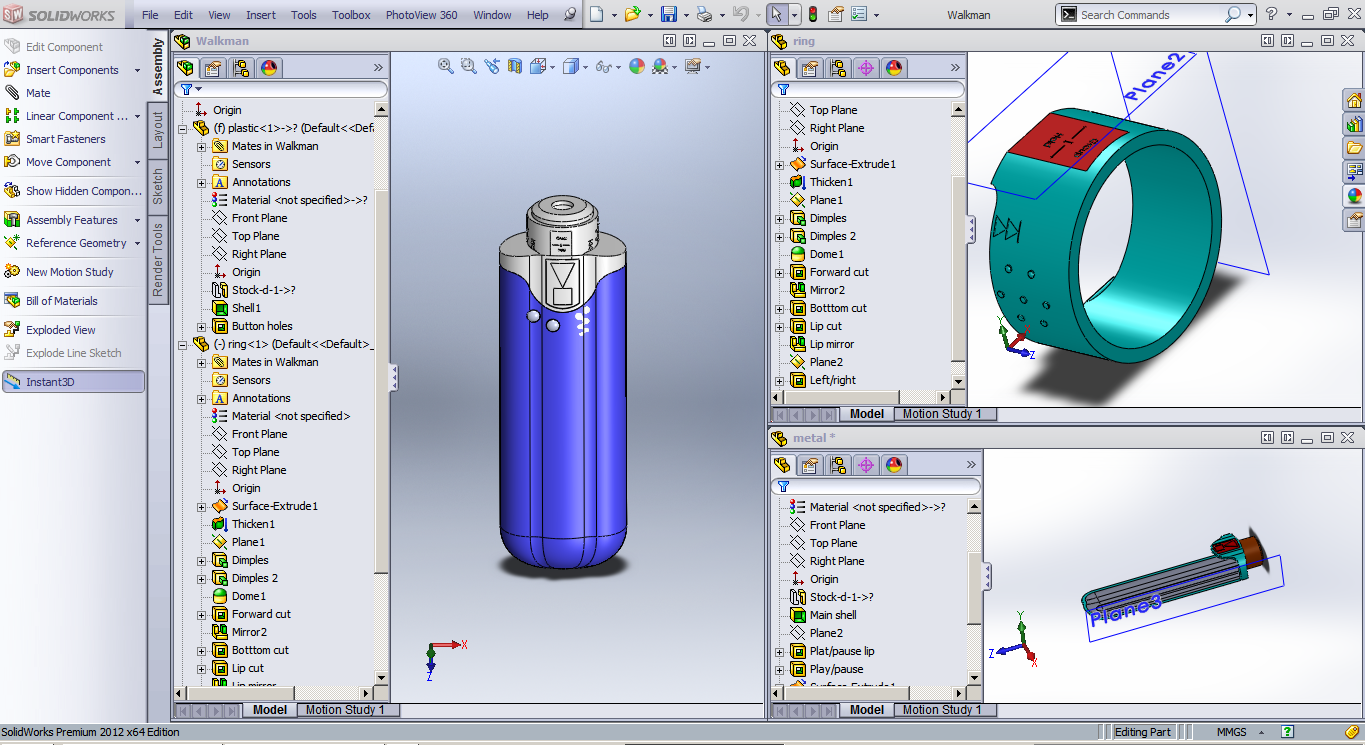 SOLIDWORKS File Edit View Insert Tools Toolbox PhotoView 360 Window Help Walkman Search Commands
Edit Component
Insert Components
Mate
Linear Component ...
Smart Fasteners
Move Component
Show Hidden Compon...
Assembly Features
Reference Geometry
New Motion Study
Bill of Materials
Exploded View
Explode Line Sketch
Instant3D
Assembly
Layout
Sketch
Render Tools
Walkman
Origin
(f) plastic<1>->? (Default<<Defa
Mates in Walkman
Sensors
Annotations
Material <not specified>->?
Front Plane
Top Plane
Right Plane
Origin
Stock-d-1->?
Shell1
Button holes
(-) ring<1> (Default<<Default>_
Mates in Walkman
Sensors
Annotations
Material <not specified>
Front Plane
Top Plane
Right Plane
Origin
Surface-Extrude1
Thicken1
Plane1
Dimples
Dimples 2
Dome1
Forward cut
Mirror2
Botttom cut
Lip cut
Lip mirror
Model Motion Study 1
X
Z
ring
Top Plane
Right Plane
Origin
Surface-Extrude1
Thicken1
Plane1
Dimples
Dimples 2
Dome1
Forward cut
Mirror2
Botttom cut
Lip cut
Lip mirror
Plane2
Left/right
Model Motion Study 1
Plane2
Y
Z
metal *
Material <not specified>->?
Front Plane
Top Plane
Right Plane
Origin
Stock-d-1->?
Main shell
Plane2
Plat/pause lip
Play/pause
Surface-Extrude1
Model Motion Study 1
Plane3
Y
Z
X
SolidWorks Premium 2012 x64 Edition Editing Part MMGS